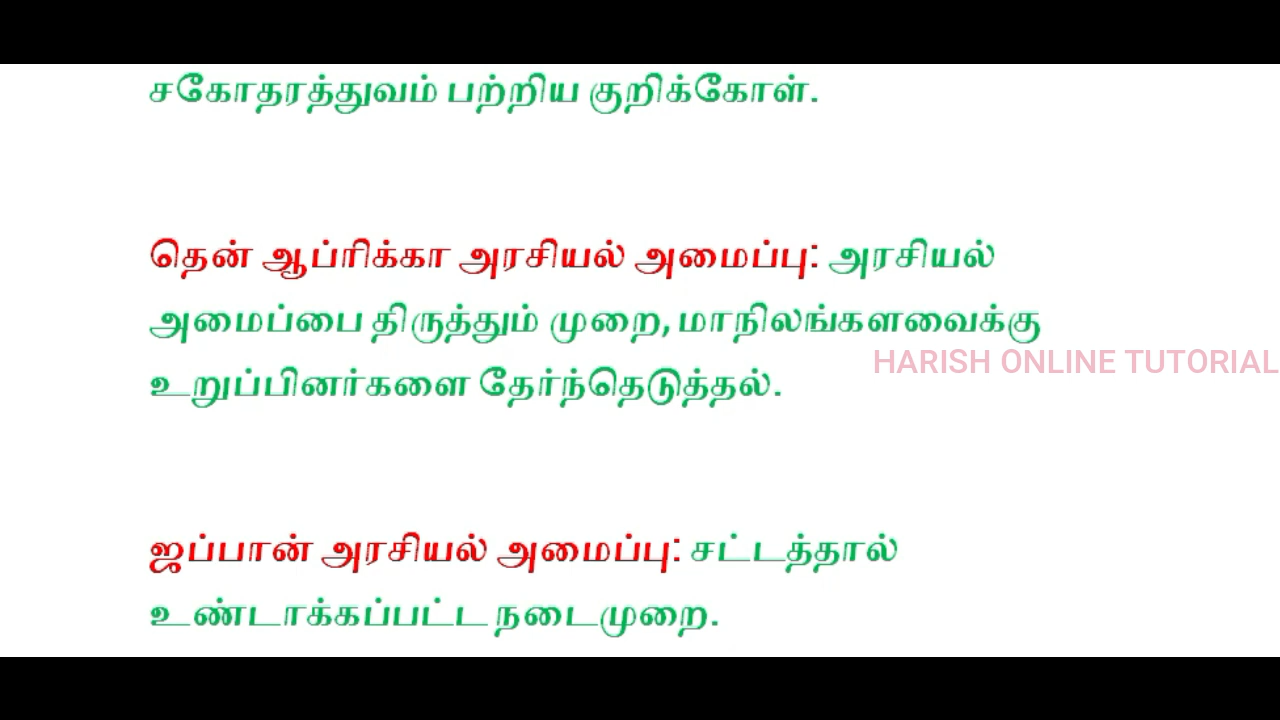 சகோதரத்துவம் பற்றிய குறிக்கோள்.
தென் ஆப்ரிக்கா அரசியல் அமைப்பு: அரசியல்
அமைப்பை திருத்தும் முறை, மாநிலங்களவைக்கு
HARISH ONLINE TUTORIAL
உறுப்பினர்களை தேர்ந்தெடுத்தல்.
ஜப்பான் அரசியல் அமைப்பு: சட்டத்தால்
உண்டாக்கப்பட்ட நடைமுறை.